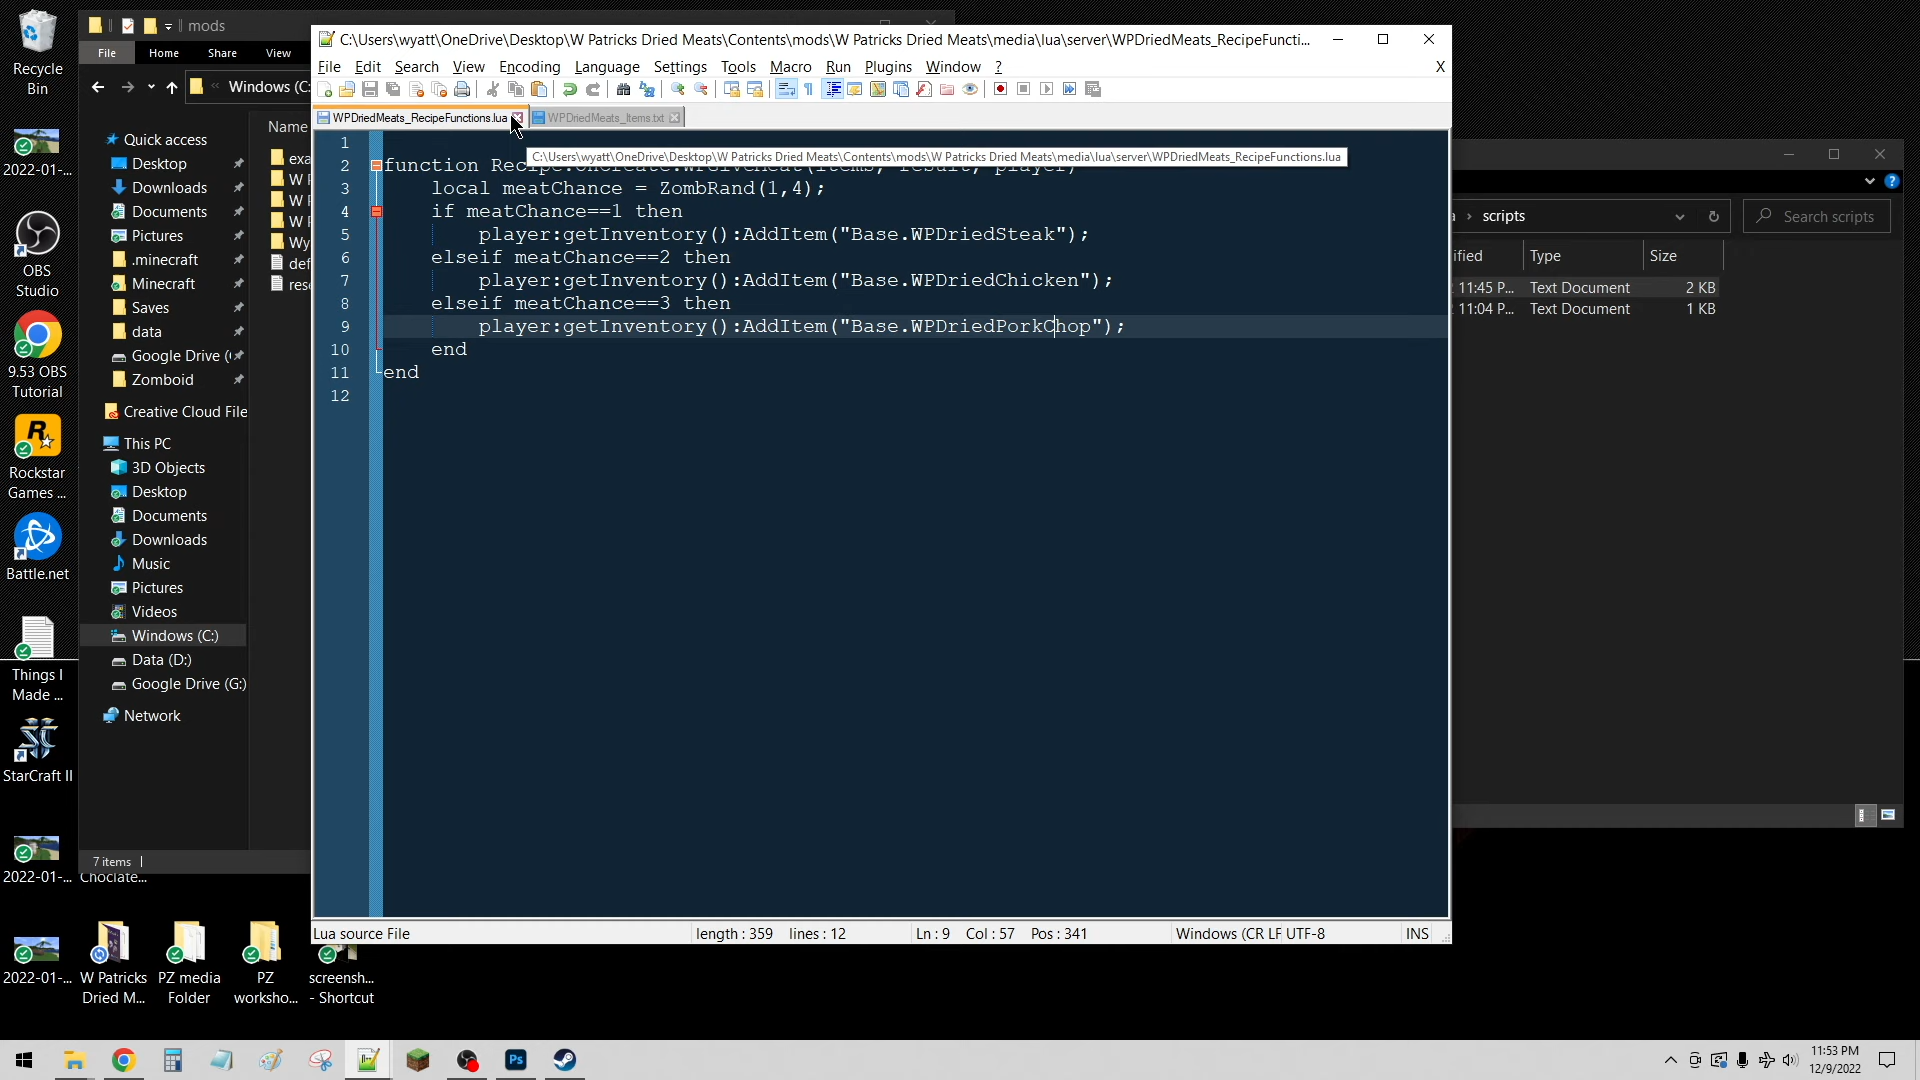 Recycle
Bin
2022-01-...
OBS
Studio
9.53 OBS
Tutorial
Rockstar
Games ...
Battle.net
Things I
Made ...
StarCraft II
2022-01-...
2022-01-...
mods
File
Home
Share
View
Windows (C:
Name
Quick access
Desktop
Downloads
Documents
Pictures
.minecraft
Minecraft
Saves
data
Google Drive (
Zomboid
Creative Cloud File
This PC
3D Objects
Desktop
Documents
Downloads
Music
Pictures
Videos
Windows (C:)
Data (D:)
Google Drive (G:)
Network
exa
W P
W P
W P
Wy
def
res
7 items
Choclate...
W Patricks
Dried M...
PZ media
Folder
PZ
worksho...
screensh...
- Shortcut
C:\Users\wyatt\OneDrive\Desktop\W Patricks Dried Meats\Contents\mods\W Patricks Dried Meats\media\lua\server\WPDriedMeats_RecipeFuncti...
File Edit Search View Encoding Language Settings Tools Macro Run Plugins Window ? X
WPDriedMeats_RecipeFunctions.lua
WPDriedMeats_Items.txt
C:\Users\wyatt\OneDrive\Desktop\W Patricks Dried Meats\Contents\mods\W Patricks Dried Meats\media\lua\server\WPDriedMeats_RecipeFunctions.lua
1
2 function
3 local meatChance = ZombRand(1,4);
4 if meatChance==1 then
5 player:getInventory():AddItem("Base.WPDriedSteak");
6 elseif meatChance==2 then
7 player:getInventory():AddItem("Base.WPDriedChicken");
8 elseif meatChance==3 then
9 player:getInventory():AddItem("Base.WPDriedPorkChop");
10 end
11 end
12
Lua source File
length : 359 lines : 12
Ln : 9 Col : 57 Pos : 341
Windows (CR LF UTF-8
INS
scripts
Search scripts
ified
Type
Size
11:45 P...
Text Document
2 KB
11:04 P...
Text Document
1 KB
Ps
11:53 PM
12/9/2022